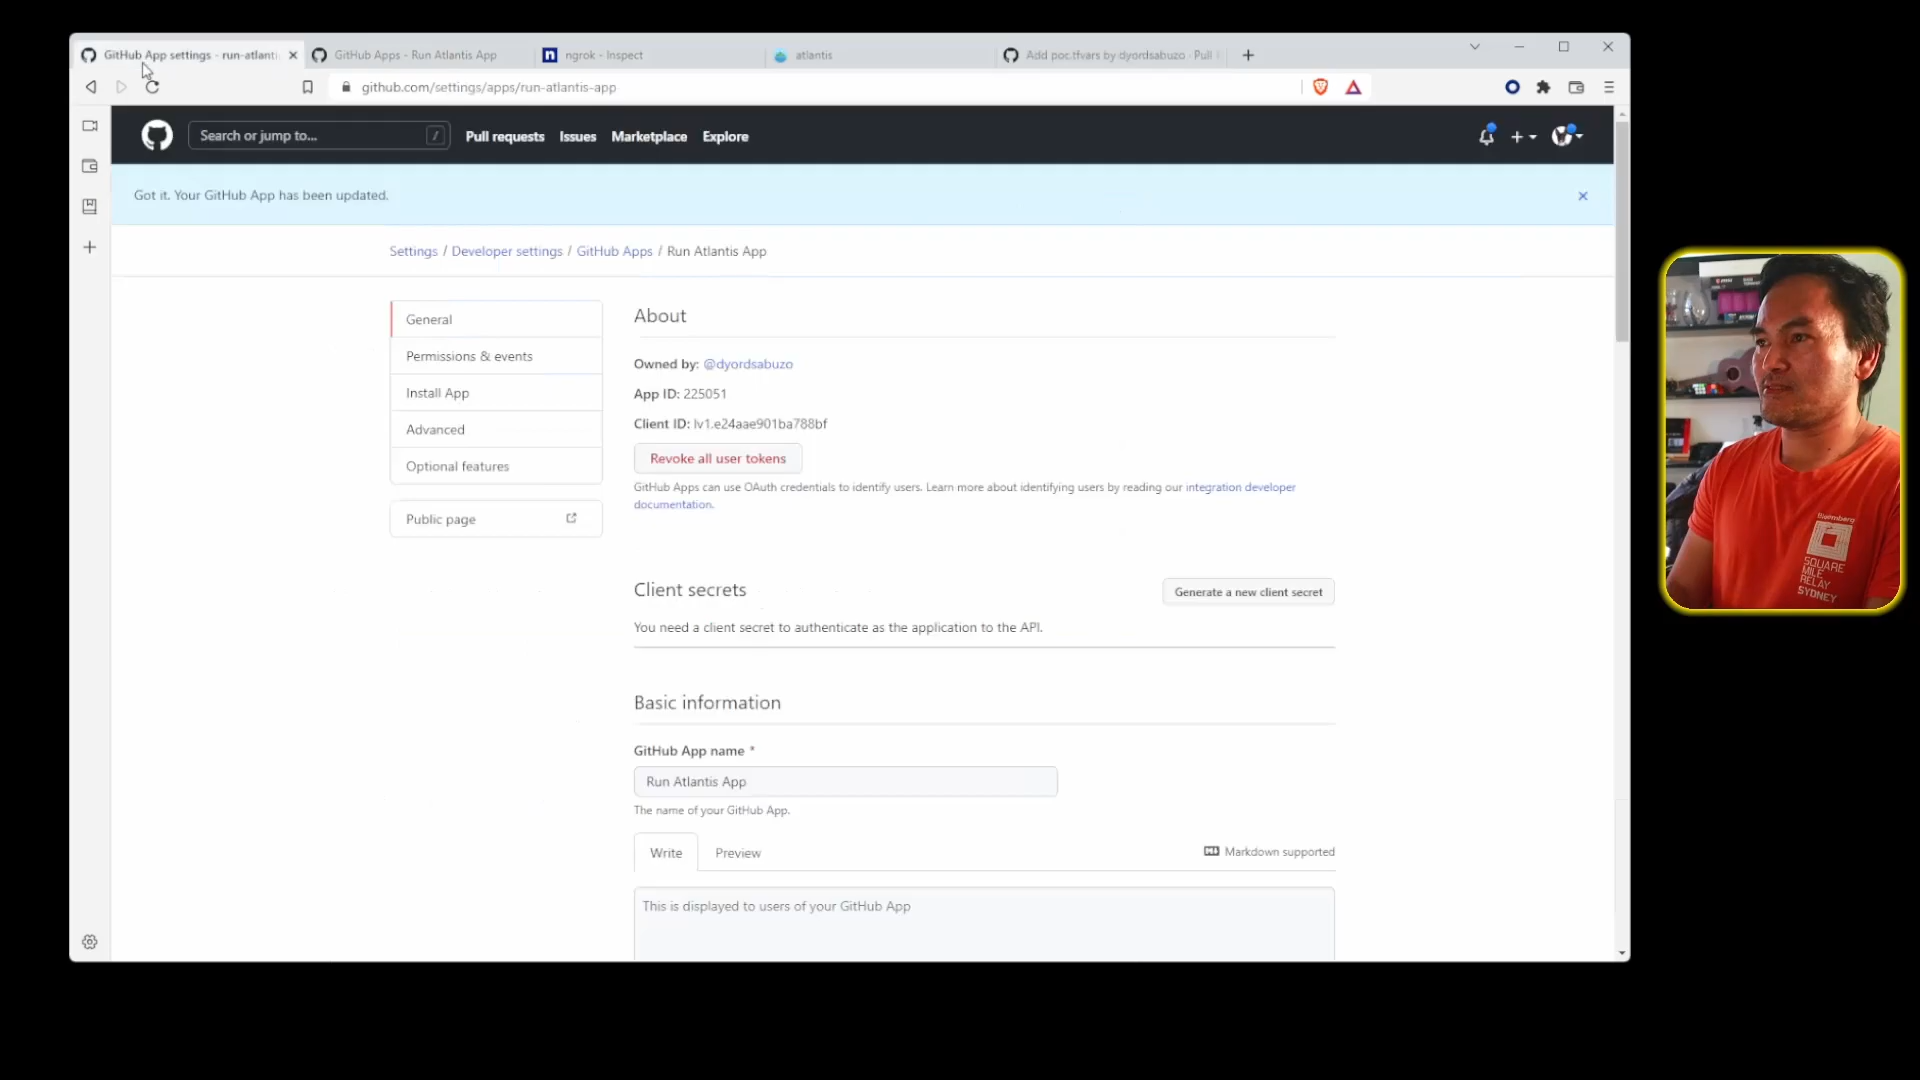 GitHub App settings - run-atlanti
GitHub Apps - Run Atlantis App
n
ngrok - Inspect
atlantis
Add poc.tfvars by dyordsabuzo · Pull
github.com/settings/apps/run-atlantis-app
Search or jump to...
/
Pull requests
Issues
Marketplace
Explore
Got it. Your GitHub App has been updated.
Settings / Developer settings / GitHub Apps / Run Atlantis App
General
Permissions & events
Install App
Advanced
Optional features
Public page
About
Owned by: @dyordsabuzo
App ID: 225051
Client ID: Iv1.e24aae901ba788bf
Revoke all user tokens
GitHub Apps can use OAuth credentials to identify users. Learn more about identifying users by reading our integration developer
documentation.
Client secrets
Generate a new client secret
You need a client secret to authenticate as the application to the API.
Basic information
GitHub App name *
Run Atlantis App
The name of your GitHub App.
Write
Preview
Markdown supported
This is displayed to users of your GitHub App
Bloomberg
SQUARE
MILE
RELAY
SYDNEY